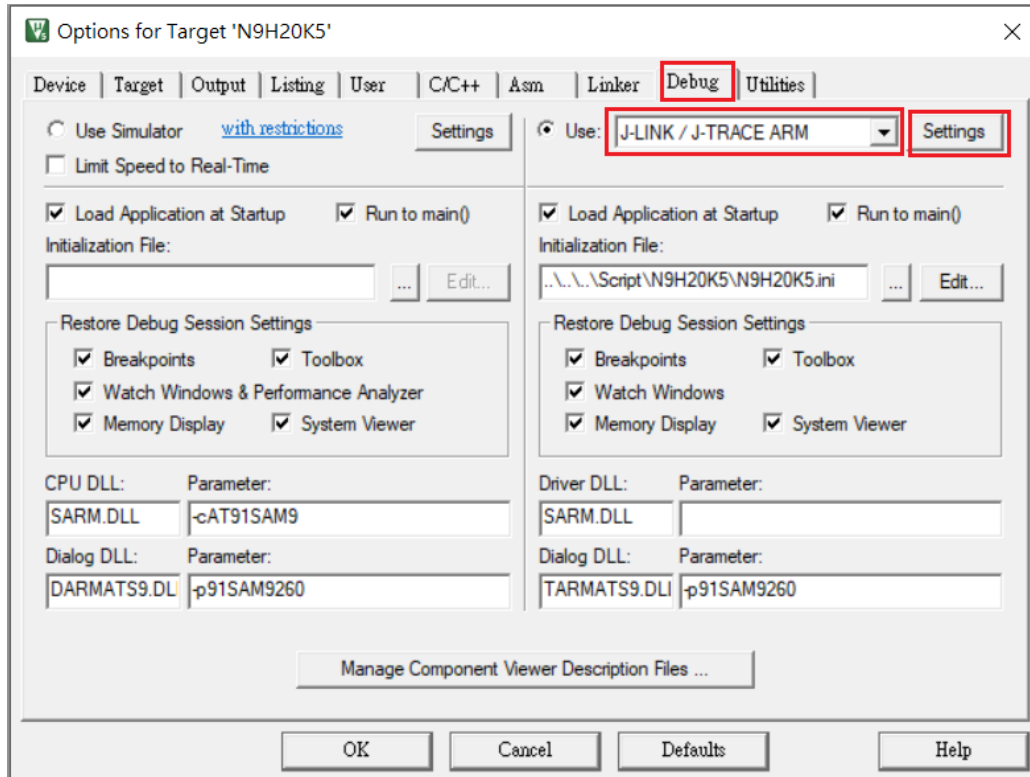 Options for Target 'N9H20K5'
Device Target Output Listing User C/C++ Asm Linker Debug Utilities
Use Simulator with restrictions Settings
Limit Speed to Real-Time
Use: J-LINK / J-TRACE ARM Settings
Load Application at Startup Run to main()
Initialization File:
... Edit...
Restore Debug Session Settings
Breakpoints Toolbox
Watch Windows & Performance Analyzer
Memory Display System Viewer
Load Application at Startup Run to main()
Initialization File:
..\..\..\Script\N9H20K5\N9H20K5.ini ... Edit...
Restore Debug Session Settings
Breakpoints Toolbox
Watch Windows
Memory Display System Viewer
CPU DLL: Parameter:
SARM.DLL -cAT91SAM9
Dialog DLL: Parameter:
DARMATS9.DLL -p91SAM9260
Driver DLL: Parameter:
SARM.DLL
Dialog DLL: Parameter:
TARMATS9.DLL -p91SAM9260
Manage Component Viewer Description Files ...
OK Cancel Defaults Help